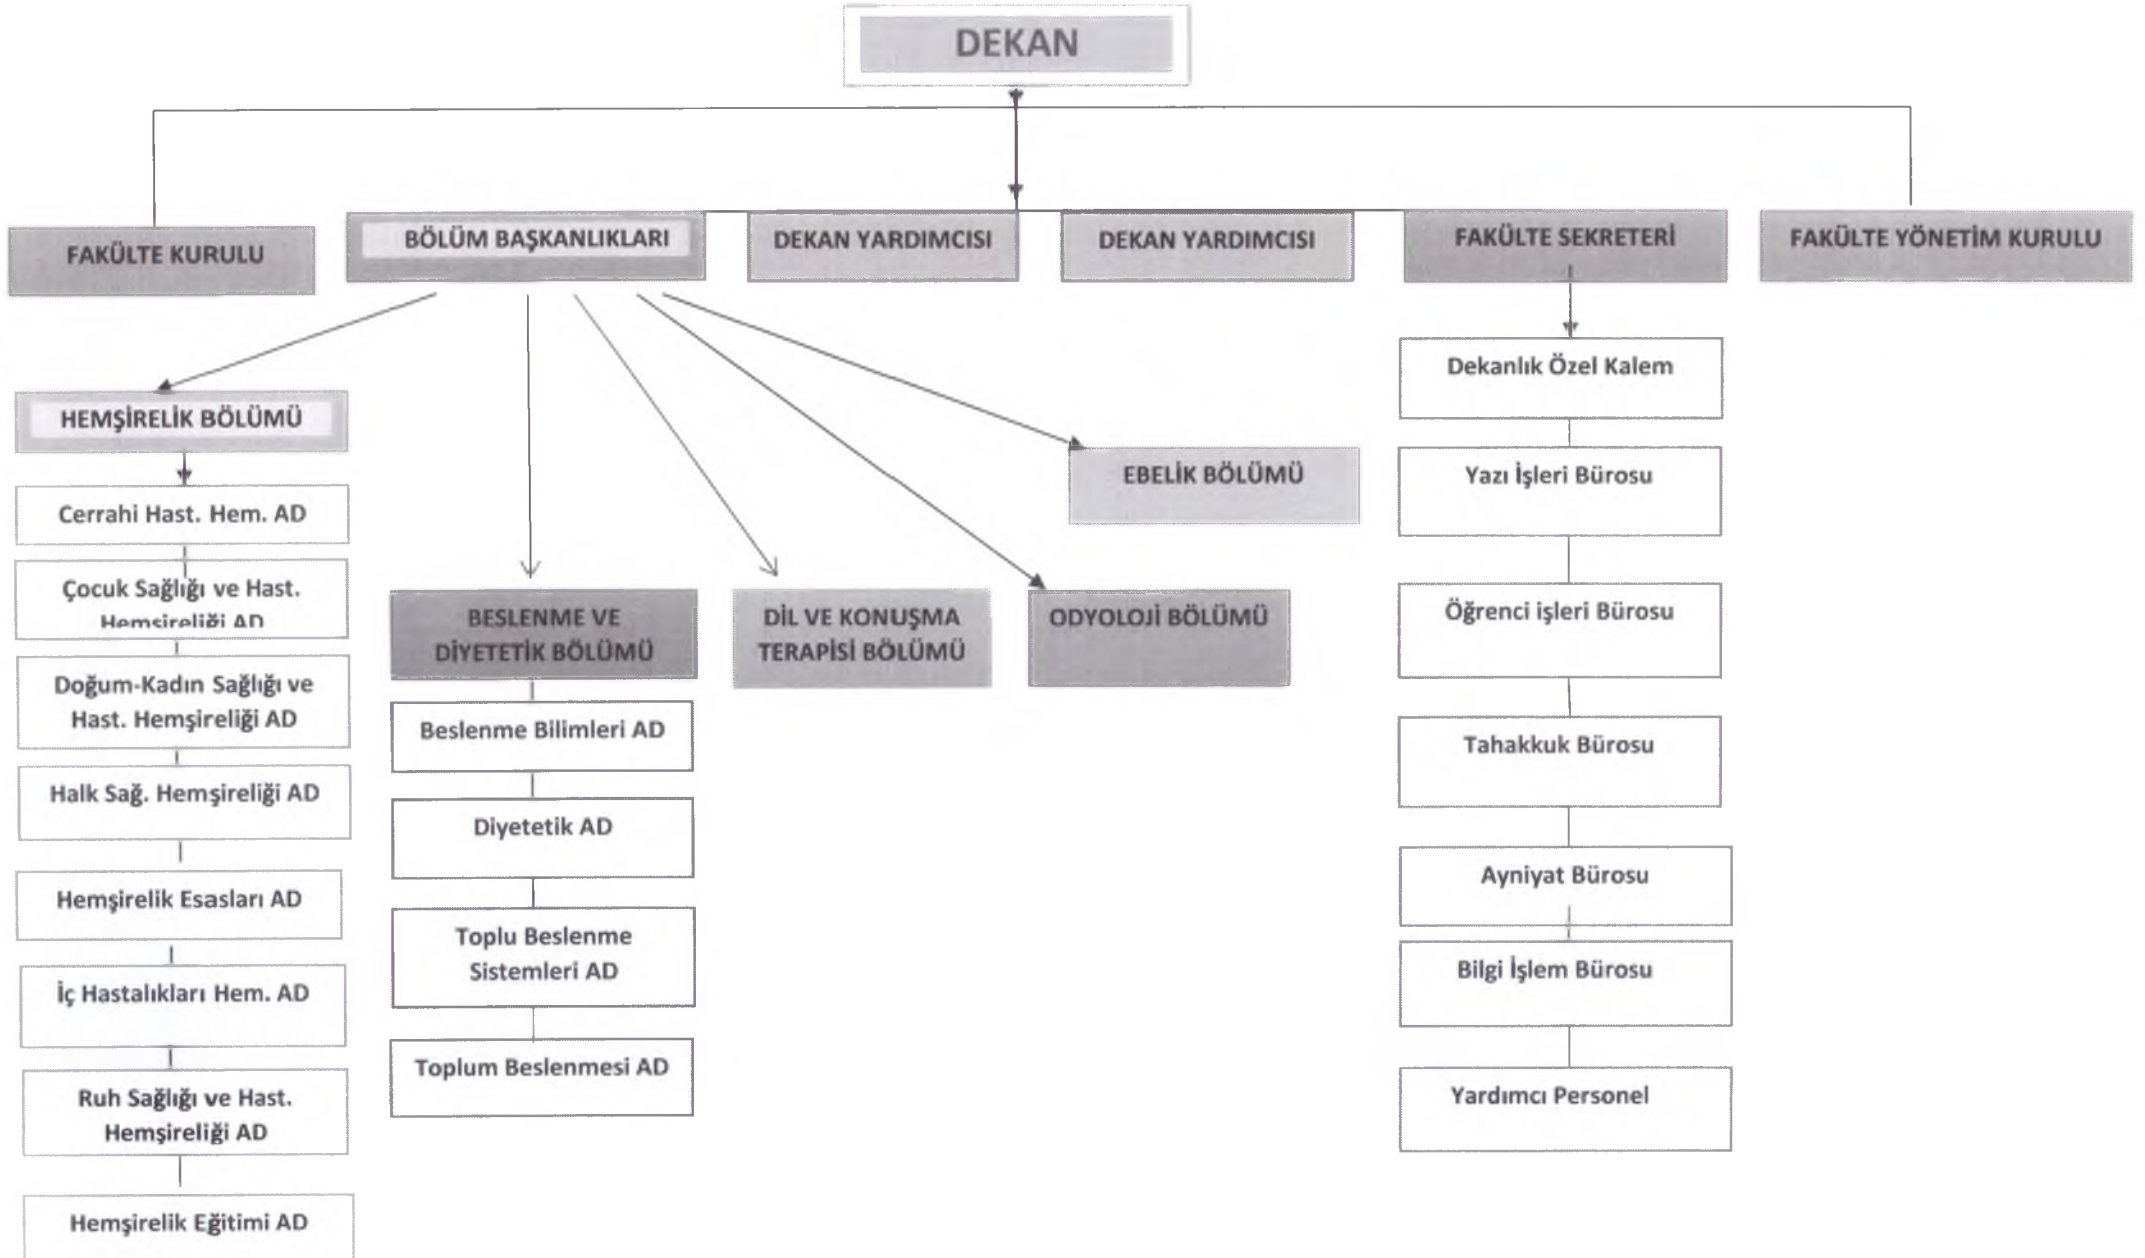 DEKAN
FAKÜLTE KURULU
BÖLÜM BAŞKANLIKLARI
DEKAN YARDIMCISI
DEKAN YARDIMCISI
FAKÜLTE SEKRETERİ
FAKÜLTE YÖNETİM KURULU
HEMŞİRELİK BÖLÜMÜ
Cerrahi Hast. Hem. AD
Çocuk Sağlığı ve Hast.
Hemşireliği AD
Doğum-Kadın Sağlığı ve
Hast. Hemşireliği AD
Halk Sağ. Hemşireliği AD
Hemşirelik Esasları AD
İç Hastalıkları Hem. AD
Ruh Sağlığı ve Hast.
Hemşireliği AD
Hemşirelik Eğitimi AD
BESLENME VE
DİYETETİK BÖLÜMÜ
Beslenme Bilimleri AD
Diyetetik AD
Toplu Beslenme
Sistemleri AD
Toplum Beslenmesi AD
DİL VE KONUŞMA
TERAPİSİ BÖLÜMÜ
ODYOLOJİ BÖLÜMÜ
EBELİK BÖLÜMÜ
Dekanlık Özel Kalem
Yazı İşleri Bürosu
Öğrenci işleri Bürosu
Tahakkuk Bürosu
Ayniyat Bürosu
Bilgi İşlem Bürosu
Yardımcı Personel